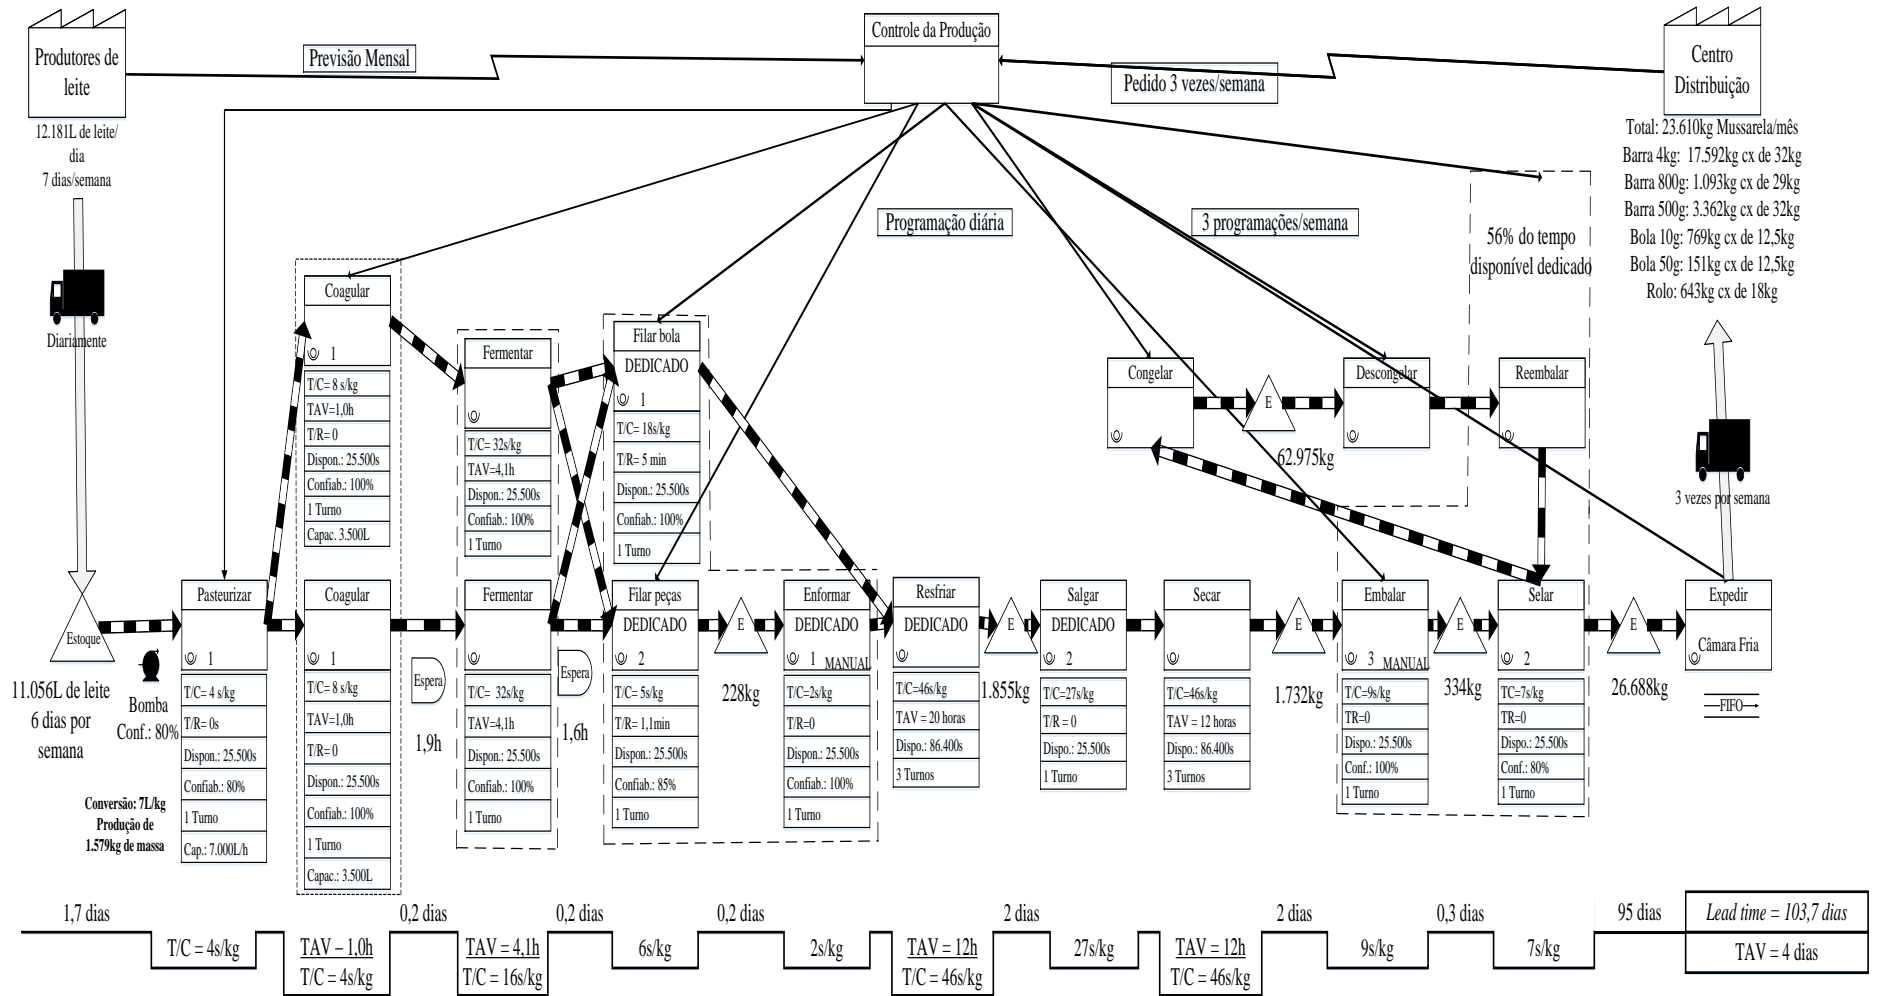 Produtores de
leite
12.181L de leite/
dia
7 dias/semana
Diariamente
Previsão Mensal
Controle da Produção
Pedido 3 vezes/semana
Centro
Distribuição
Total: 23.610kg Mussarela/mês
Barra 4kg: 17.592kg cx de 32kg
Barra 800g: 1.093kg cx de 29kg
Barra 500g: 3.362kg cx de 32kg
Bola 10g: 769kg cx de 12,5kg
Bola 50g: 151kg cx de 12,5kg
Rolo: 643kg cx de 18kg
3 vezes por semana
Programação diária
3 programações/semana
56% do tempo
disponível dedicado
Coagular
1
T/C= 8 s/kg
TAV=1,0h
T/R= 0
Dispon.: 25.500s
Confiab.: 100%
1 Turno
Capac. 3.500L
Fermentar
T/C= 32s/kg
TAV=4,1h
Dispon.: 25.500s
Confiab.: 100%
1 Turno
Filar bola
DEDICADO
1
T/C= 18s/kg
T/R= 5 min
Dispon.: 25.500s
Confiab.: 100%
1 Turno
Congelar
E
62.975kg
Descongelar
Reembalar
Estoque
11.056L de leite
6 dias por
semana
Bomba
Conf.: 80%
Conversão: 7L/kg
Produção de
1.579kg de massa
Pasteurizar
1
T/C= 4 s/kg
T/R= 0s
Dispon.: 25.500s
Confiab.: 80%
1 Turno
Cap.: 7.000L/h
Coagular
1
T/C= 8 s/kg
TAV=1,0h
T/R= 0
Dispon.: 25.500s
Confiab.: 100%
1 Turno
Capac.: 3.500L
Espera
1,9h
Fermentar
T/C= 32s/kg
TAV=4,1h
Dispon.: 25.500s
Confiab.: 100%
1 Turno
Espera
1,6h
Filar peças
DEDICADO
2
T/C= 5s/kg
T/R= 1,1min
Dispon.: 25.500s
Confiab.: 85%
1 Turno
E
228kg
Enformar
DEDICADO
1 MANUAL
T/C=2s/kg
T/R=0
Dispon.: 25.500s
Confiab.: 100%
1 Turno
Resfriar
DEDICADO
T/C=46s/kg
TAV = 20 horas
Dispo.: 86.400s
3 Turnos
E
1.855kg
Salgar
DEDICADO
2
T/C=27s/kg
T/R = 0
Dispo.: 25.500s
1 Turno
Secar
T/C=46s/kg
TAV = 12 horas
Dispo.: 86.400s
3 Turnos
E
1.732kg
Embalar
3 MANUAL
T/C=9s/kg
TR=0
Dispo.: 25.500s
Conf.: 100%
1 Turno
E
334kg
Selar
2
TC=7s/kg
TR=0
Dispo.: 25.500s
Conf.: 80%
1 Turno
E
26.688kg
Expedir
Câmara Fria
FIFO
1,7 dias
0,2 dias
0,2 dias
0,2 dias
2 dias
2 dias
0,3 dias
95 dias
Lead time = 103,7 dias
T/C = 4s/kg
TAV – 1,0h
T/C = 4s/kg
TAV = 4,1h
T/C = 16s/kg
6s/kg
2s/kg
TAV = 12h
T/C = 46s/kg
27s/kg
TAV = 12h
T/C = 46s/kg
9s/kg
7s/kg
TAV = 4 dias